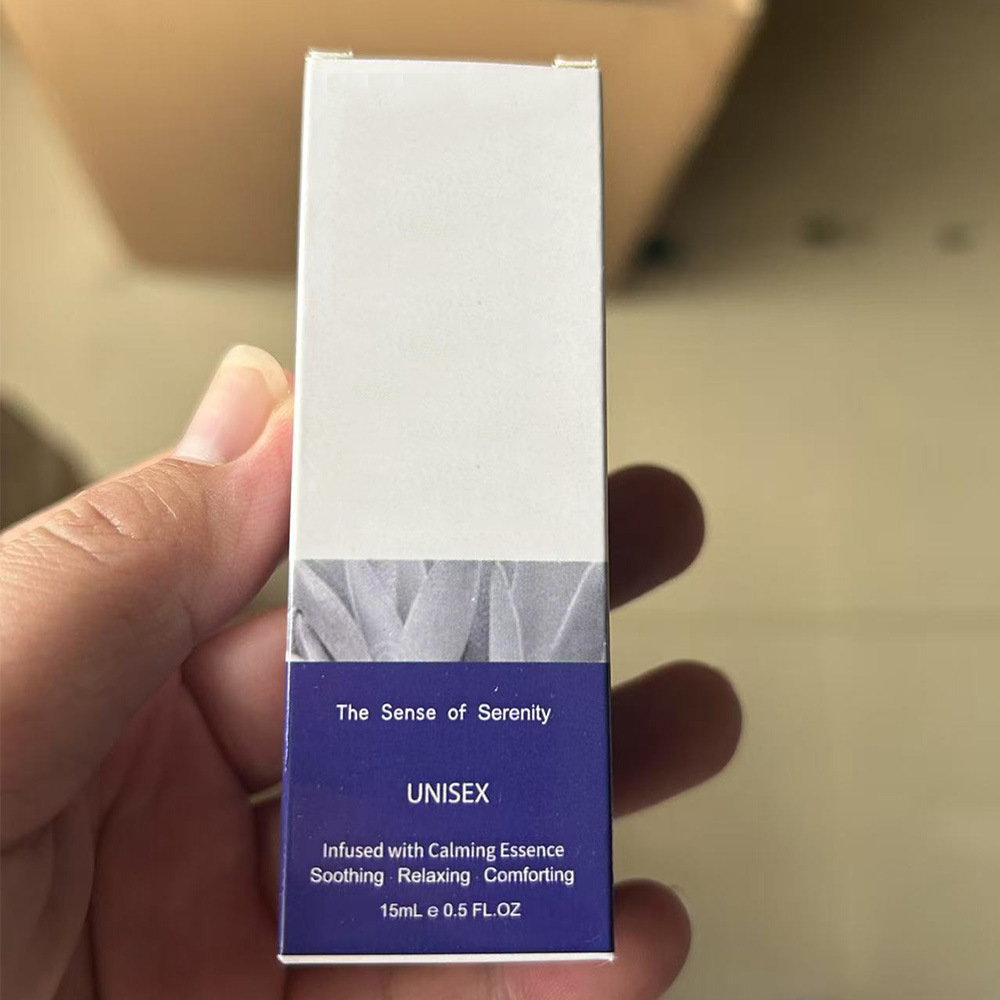 The Sense of Serenity
UNISEX
Infused with Calming Essence
Soothing · Relaxing · Comforting
15mL e 0.5 FL.OZ